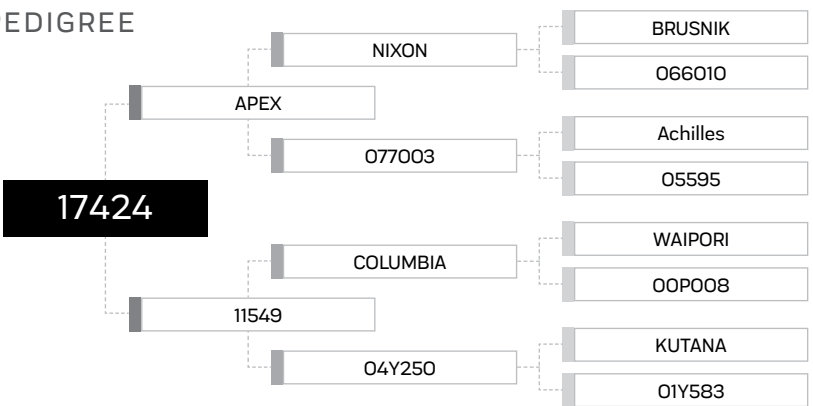 EDIGREE
BRUSNIK
NIXON
066010
APEX
Achilles
077003
05595
17424
WAIPORI
COLUMBIA
00P008
11549
KUTANA
04Y250
01Y583